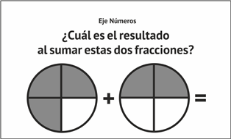 Eje Números
¿Cuál es el resultado
al sumar estas dos fracciones?
+ =